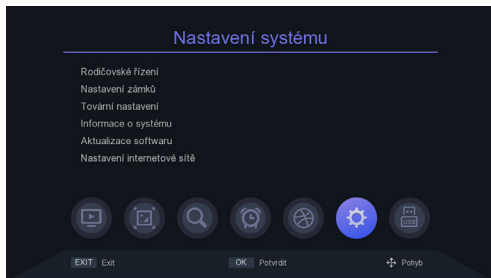 Nastavení systému
Rodičovské řízení
Nastavení zámků
Tovární nastavení
Informace o systému
Aktualizace softwaru
Nastavení internetové sítě
USB
EXIT Exit OK Potvrdit Pohyb